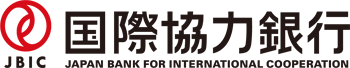 JBIC
国際協力銀行
JAPAN BANK FOR INTERNATIONAL COOPERATION